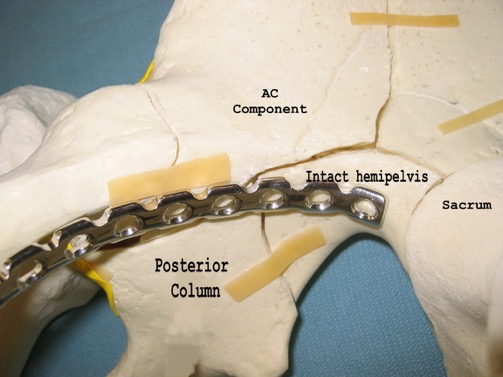 AC
Component
Intact hemipelvis
Sacrum
Posterior
Column